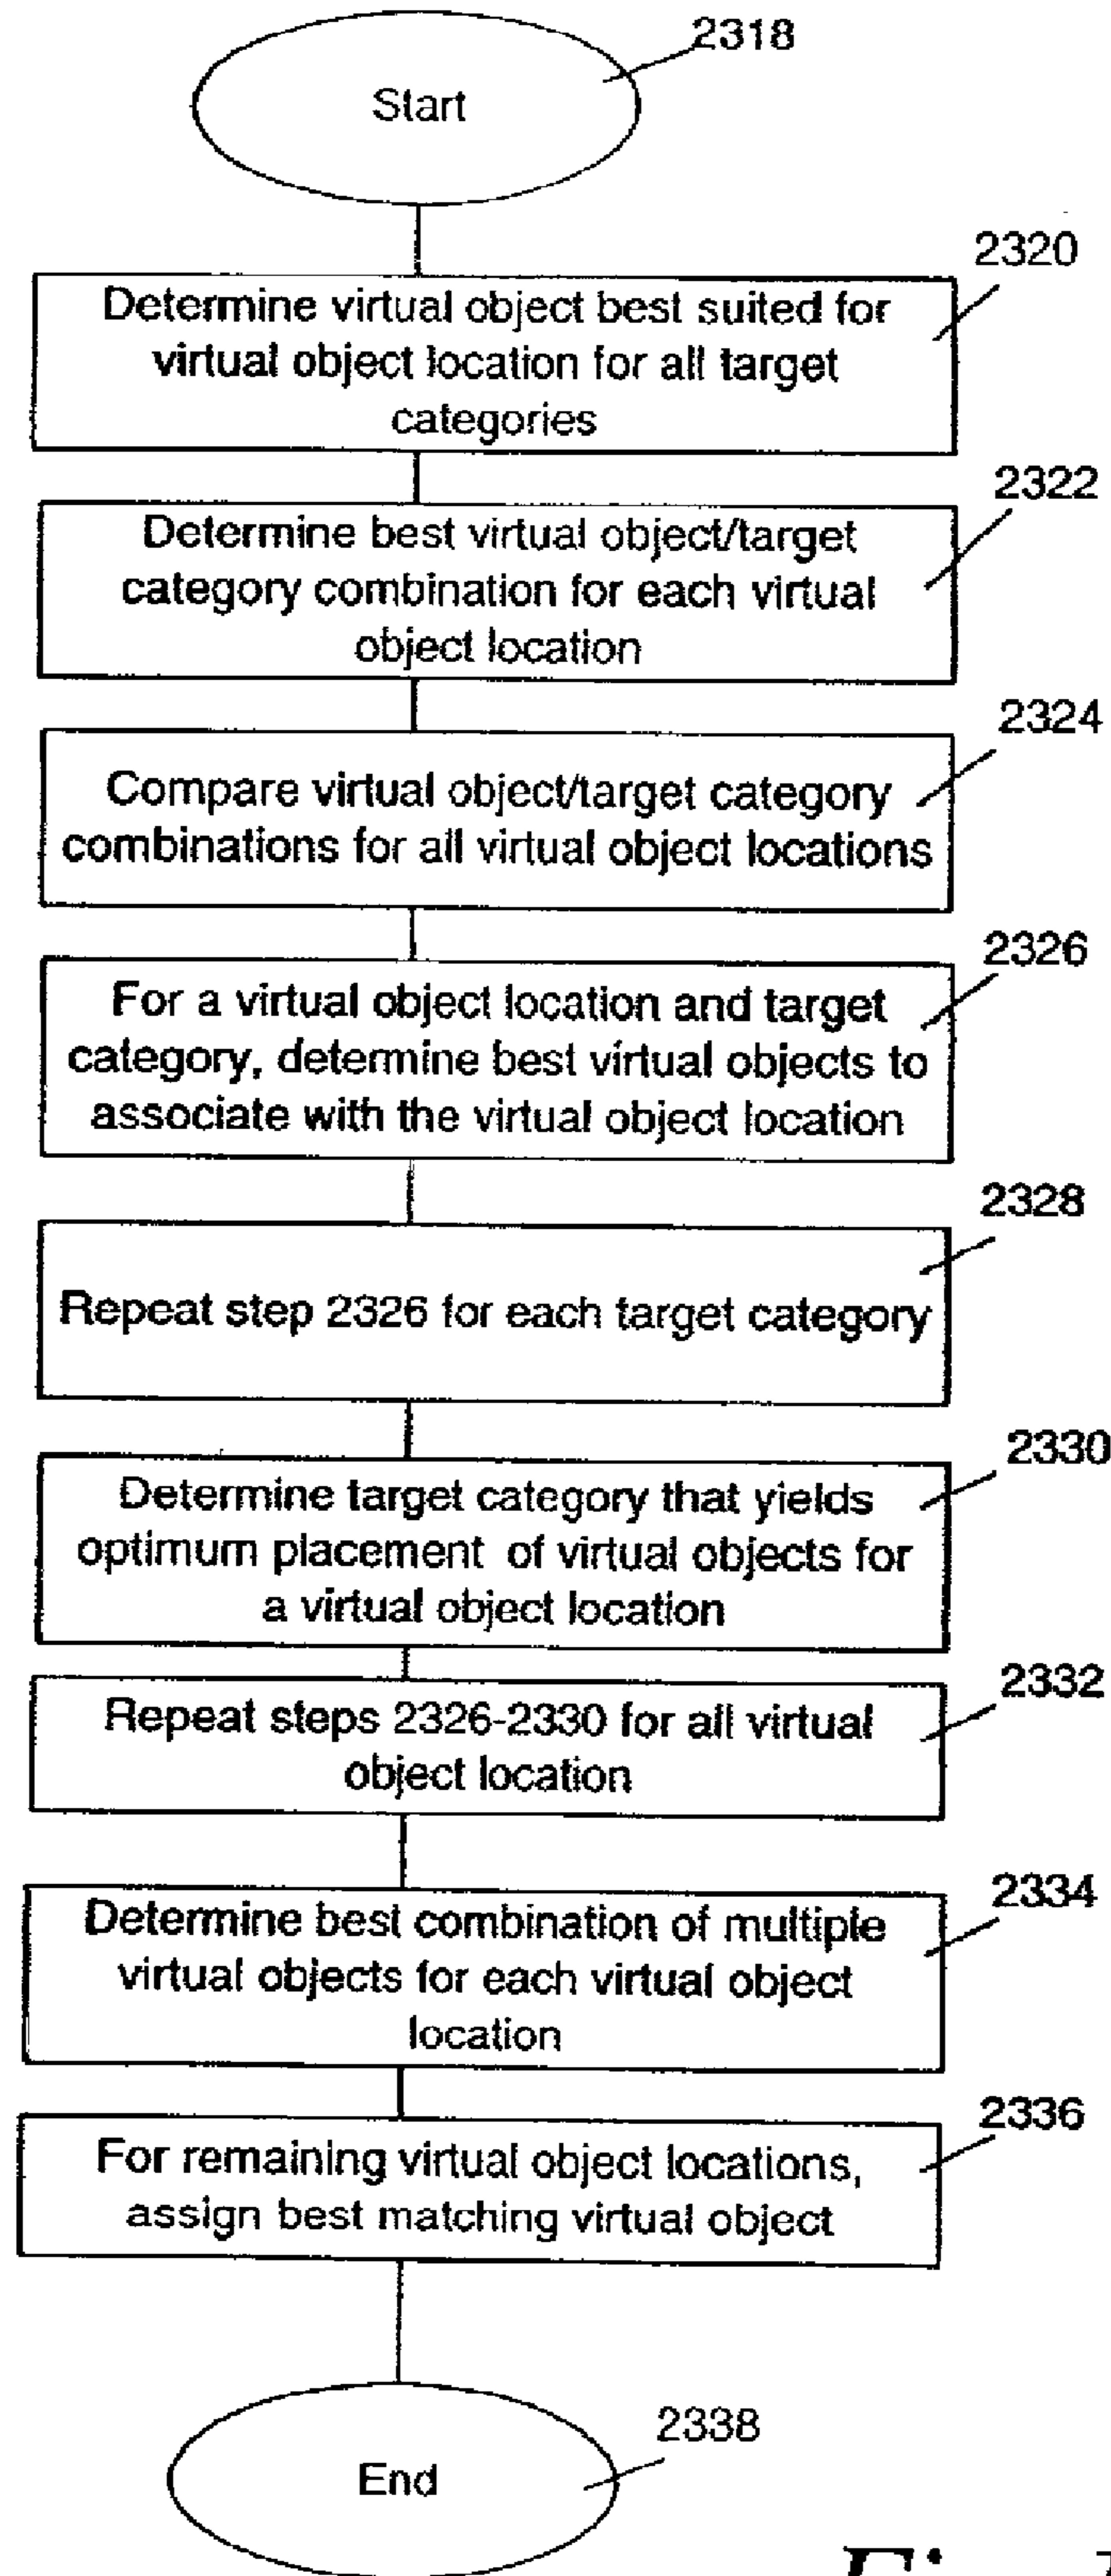 2318
Start
2320
Determine virtual object best suited for
virtual object location for all target
categories
2322
Determine best virtual object/target
category combination for each virtual
object location
2324
Compare virtual object/target category
combinations for all virtual object locations
2326
For a virtual object location and target
category, determine best virtual objects to
associate with the virtual object location
2328
Repeat step 2326 for each target category
2330
Determine target category that yields
optimum placement of virtual objects for
a virtual object location
2332
Repeat steps 2326-2330 for all virtual
object location
2334
Determine best combination of multiple
virtual objects for each virtual object
location
2336
For remaining virtual object locations,
assign best matching virtual object
2338
End